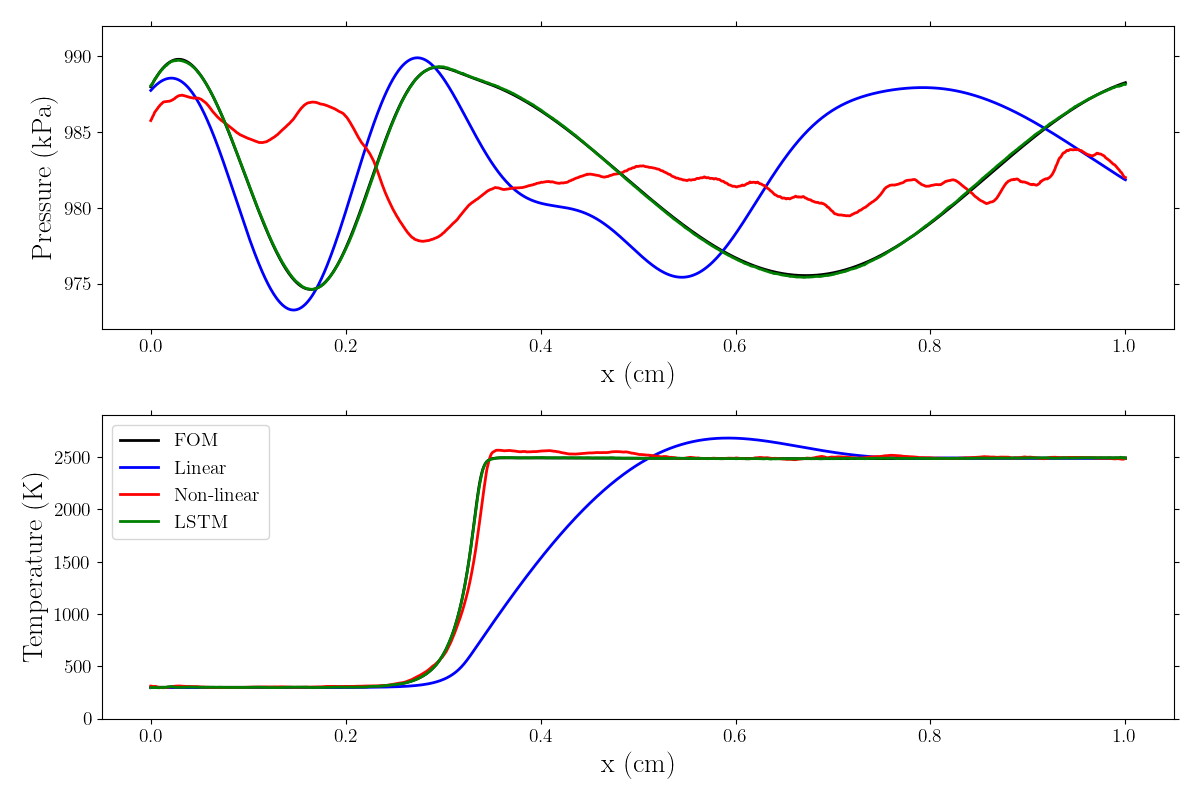 990
985
980
975
Pressure (kPa)
0.0 0.2 0.4 0.6 0.8 1.0
x (cm)
2500
2000
1500
1000
500
0
Temperature (K)
FOM
Linear
Non-linear
LSTM
0.0 0.2 0.4 0.6 0.8 1.0
x (cm)